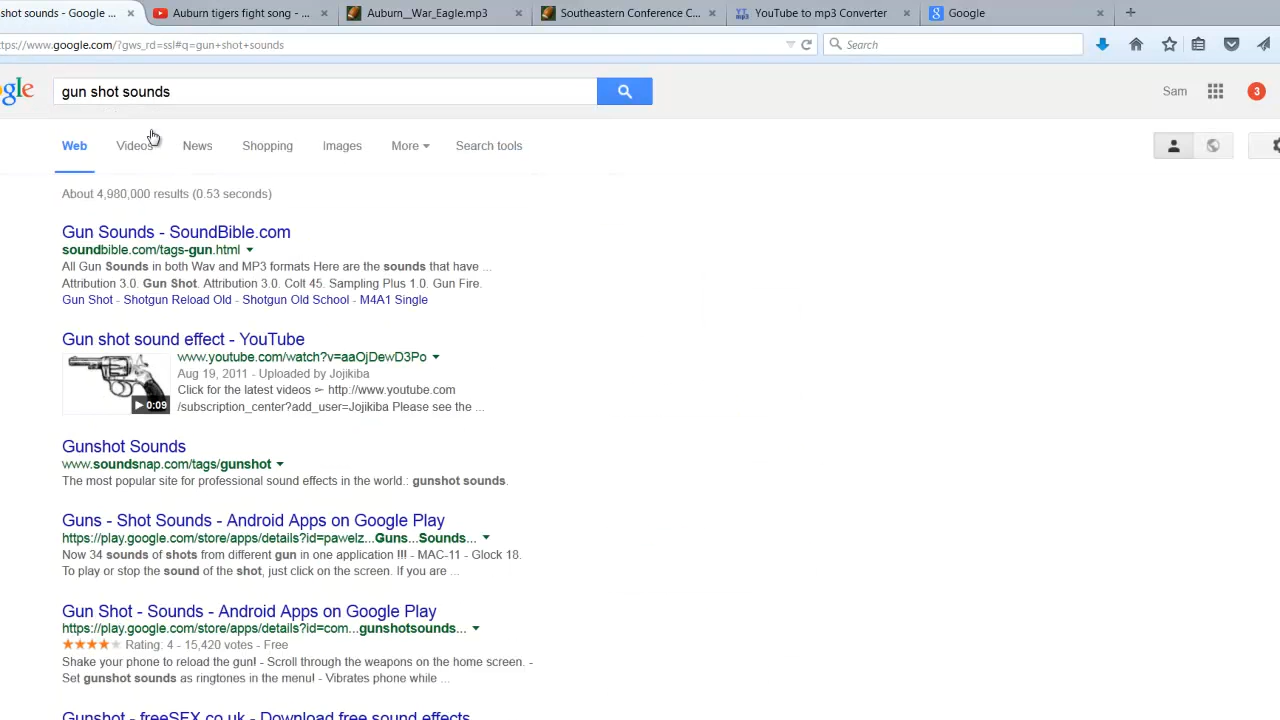 shot sounds - Google ...
Auburn tigers fight song - ...
Auburn__War_Eagle.mp3
Southeastern Conference C...
YouTube to mp3 Converter
Google
ttps://www.google.com/?gws_rd=ssl#q=gun+shot+sounds
Search
gle
gun shot sounds
Sam
3
Web
Videos
News
Shopping
Images
More
Search tools
About 4,980,000 results (0.53 seconds)
Gun Sounds - SoundBible.com
soundbible.com/tags-gun.html
All Gun Sounds in both Wav and MP3 formats Here are the sounds that have ...
Attribution 3.0. Gun Shot. Attribution 3.0. Colt 45. Sampling Plus 1.0. Gun Fire.
Gun Shot - Shotgun Reload Old - Shotgun Old School - M4A1 Single
Gun shot sound effect - YouTube
www.youtube.com/watch?v=aaOjDewD3Po
Aug 19, 2011 - Uploaded by Jojikiba
Click for the latest videos ➣ http://www.youtube.com
/subscription_center?add_user=Jojikiba Please see the ...
0:09
Gunshot Sounds
www.soundsnap.com/tags/gunshot
The most popular site for professional sound effects in the world.: gunshot sounds.
Guns - Shot Sounds - Android Apps on Google Play
https://play.google.com/store/apps/details?id=pawelz...Guns...Sounds...
Now 34 sounds of shots from different gun in one application !!! - MAC-11 - Glock 18.
To play or stop the sound of the shot, just click on the screen. If you are ...
Gun Shot - Sounds - Android Apps on Google Play
https://play.google.com/store/apps/details?id=com...gunshotsounds...
Rating: 4 - 15,420 votes - Free
Shake your phone to reload the gun! - Scroll through the weapons on the home screen. -
Set gunshot sounds as ringtones in the menu! - Vibrates phone while ...
Gunshot - freeSFX.co.uk - Download free sound effects